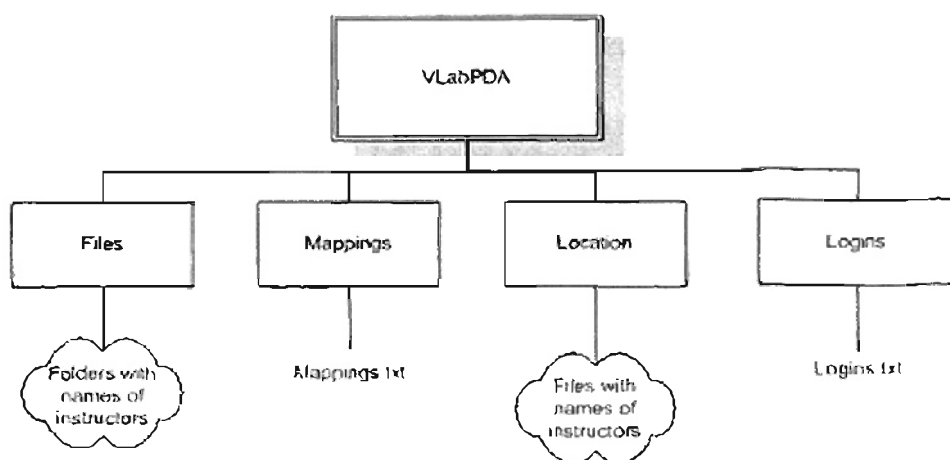 VLabPDA
Files
Mappings
Location
Logins
Folders with
names of
instructors
Mappings txt
Files with
names of
instructors
Logins txt